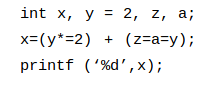 int x, y = 2, z, a;
x=(y*=2) + (z=a=y);
printf (‘%d’,x);